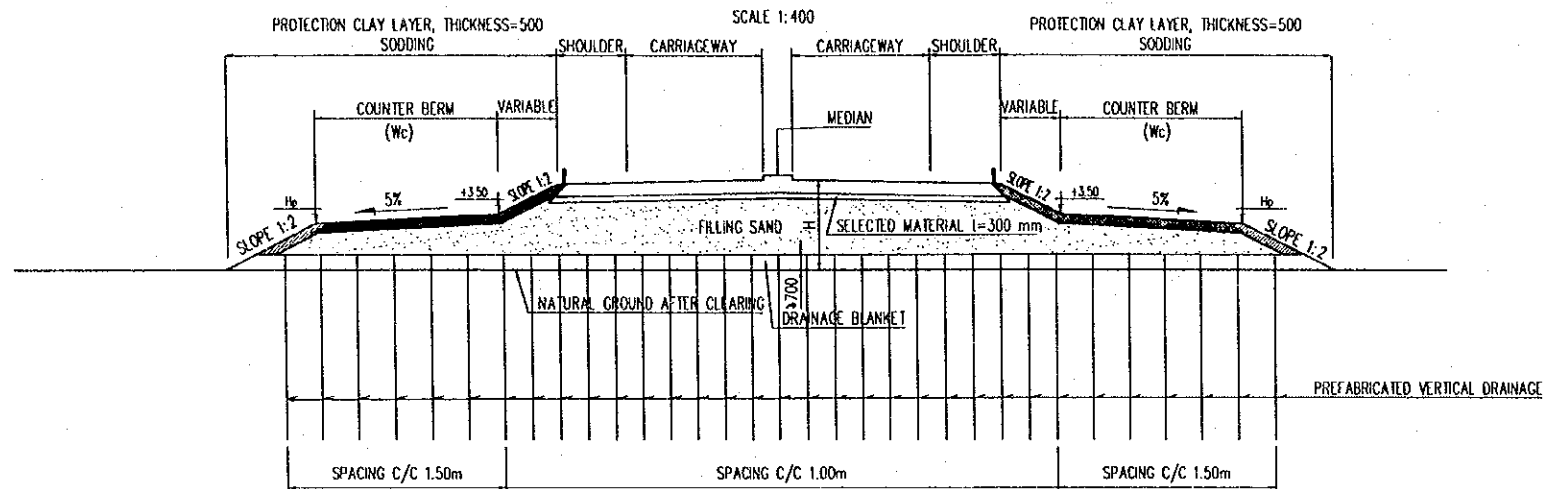 SCALE 1:400
PROTECTION CLAY LAYER, THICKNESS=500
SODDING
SHOULDER
CARRIAGEWAY
CARRIAGEWAY
SHOULDER
PROTECTION CLAY LAYER, THICKNESS=500
SODDING
COUNTER BERM
(Wc)
VARIABLE
MEDIAN
VARIABLE
COUNTER BERM
(Wc)
SLOPE 1:2
Hp
5%
+3.50
SLOPE 1:2
SLOPE 1:2
+3.50
5%
Hp
SLOPE 1:2
FILLING SAND
H
SELECTED MATERIAL t=300 mm
700
NATURAL GROUND AFTER CLEARING
DRAINAGE BLANKET
PREFABRICATED VERTICAL DRAINAGE
SPACING C/C 1.50m
SPACING C/C 1.00m
SPACING C/C 1.50m